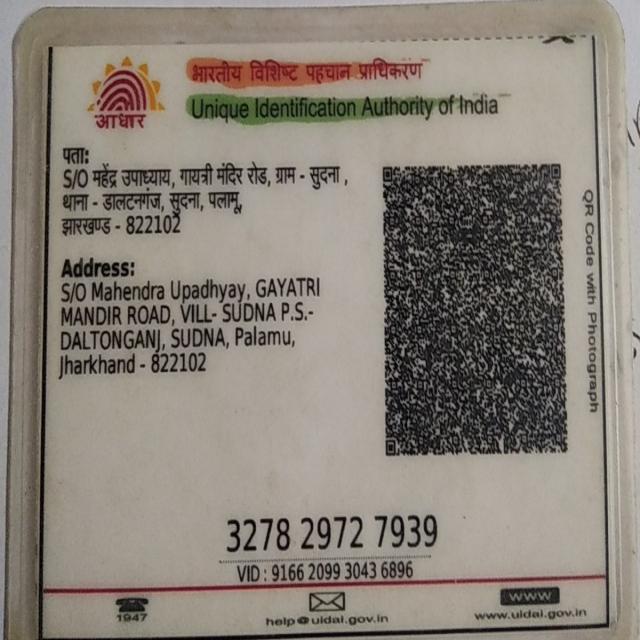 भारतीय विशिष्ट पहचान प्राधिकरण
Unique Identification Authority of India
आधार
पता:
S/O महेंद्र उपाध्याय, गायत्री मंदिर रोड, ग्राम - सुदना,
थाना - डालटनगंज, सुदना, पलामू,
झारखण्ड - 822102
Address:
S/O Mahendra Upadhyay, GAYATRI
MANDIR ROAD, VILL- SUDNA P.S.-
DALTONGANJ, SUDNA, Palamu,
Jharkhand - 822102
QR Code with Photograph
3278 2972 7939
VID : 9166 2099 3043 6896
1947
help@uidai.gov.in
www
www.uidai.gov.in